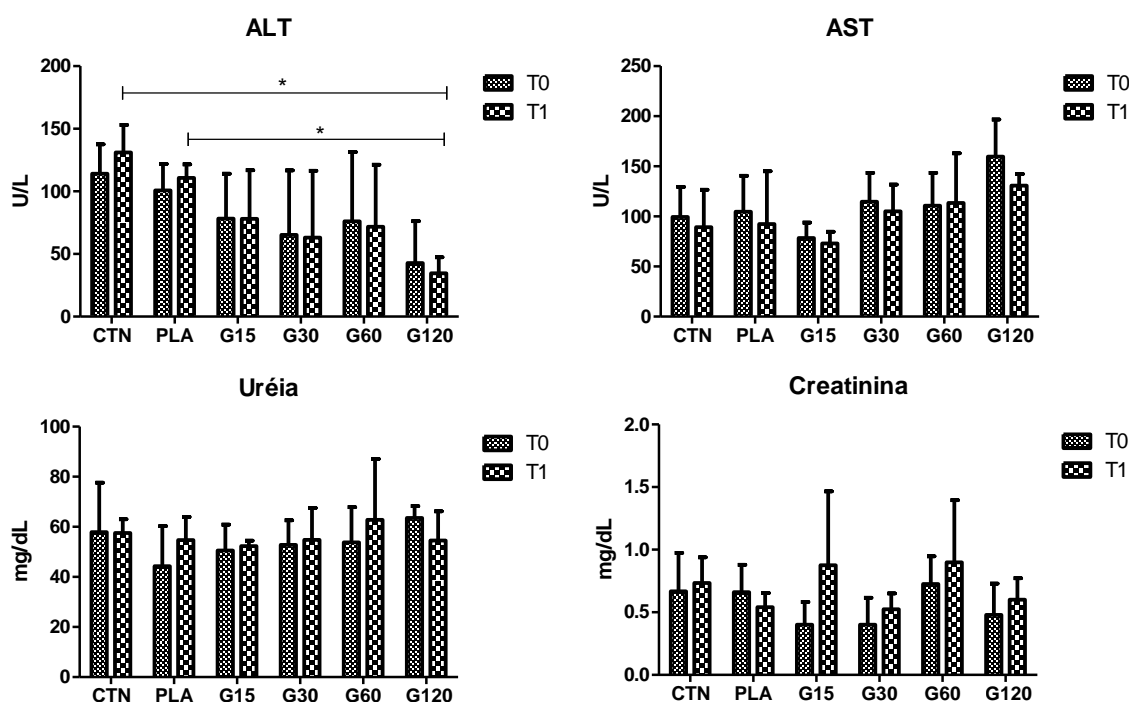 ALT
200
150
100
50
0
U/L
*
*
T0
T1
CTN PLA G15 G30 G60 G120
AST
250
200
150
100
50
0
U/L
T0
T1
CTN PLA G15 G30 G60 G120
Uréia
100
80
60
40
20
0
mg/dL
T0
T1
CTN PLA G15 G30 G60 G120
Creatinina
2.0
1.5
1.0
0.5
0.0
mg/dL
T0
T1
CTN PLA G15 G30 G60 G120